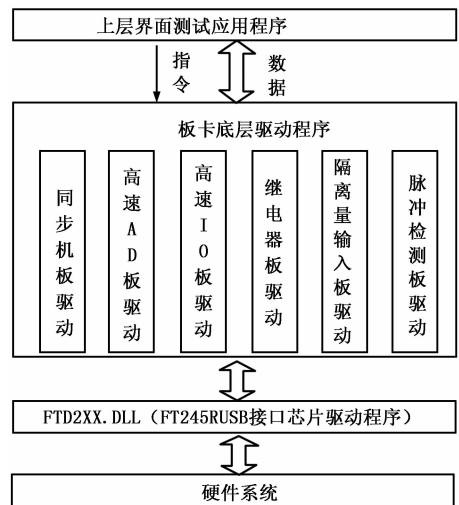 上层界面测试应用程序
指令
数据
板卡底层驱动程序
同步机板驱动
高速AD板驱动
高速IO板驱动
继电器板驱动
隔离量输入板驱动
脉冲检测板驱动
FTD2XX.DLL（FT245RUSB接口芯片驱动程序）
硬件系统